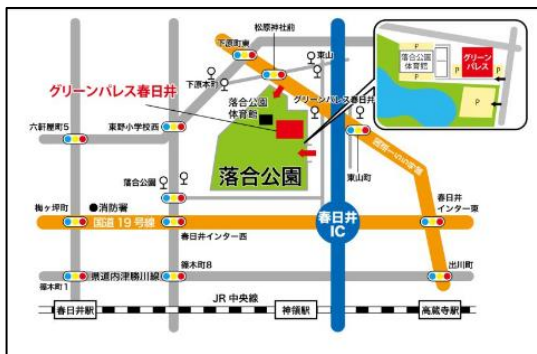 松原神社前
下原町東
東山
下原本町
グリーンパレス春日井
落合公園
体育館
グリーンパレス春日井
六軒屋町5
東野小学校西
落合公園
東山町
落合公園
梅ヶ坪町
●消防署
国道19号線
春日井インター西
春日井
IC
春日井
インター東
篠木町8
県道内津勝川線
篠木町1
出川町
JR中央線
春日井駅
神領駅
高蔵寺駅
P
落合公園
体育館
P
グリーン
パレス
P
P